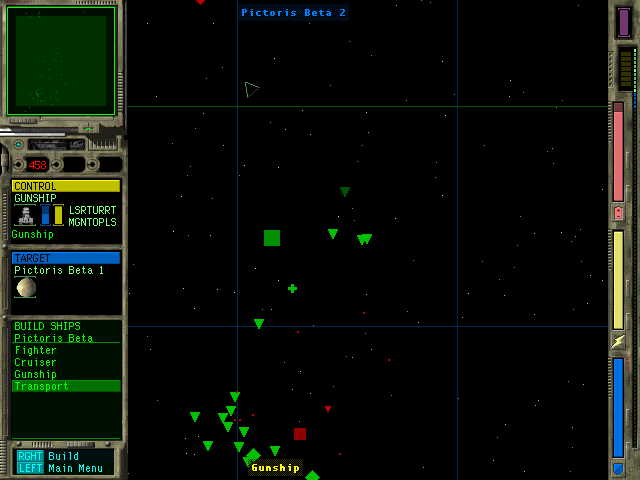 Pictoris Beta 2
458
CONTROL
GUNSHIP
LSRTURRT
MGNTOPLS
Gunship
TARGET
Pictoris Beta 1
BUILD SHIPS
Pictoris Beta
Fighter
Cruiser
Gunship
Transport
RGHT Build
LEFT Main Menu
Gunship